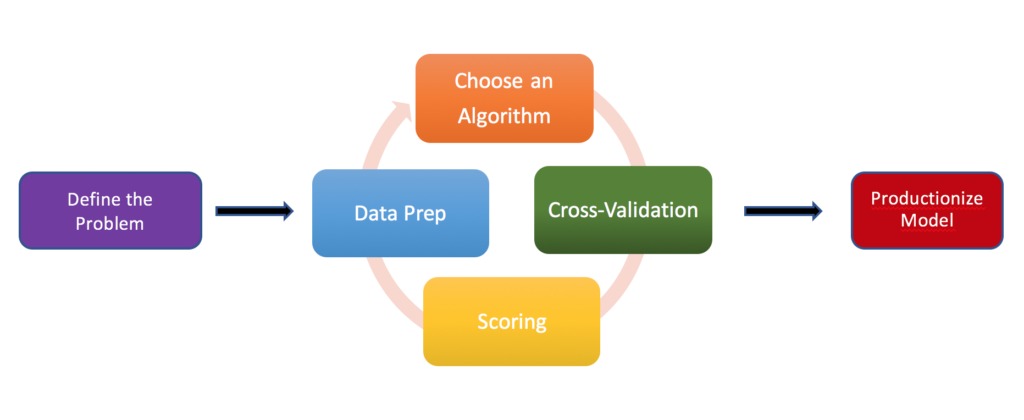 Choose an
Algorithm
Define the
Problem
Data Prep
Cross-Validation
Productionize
Model
Scoring